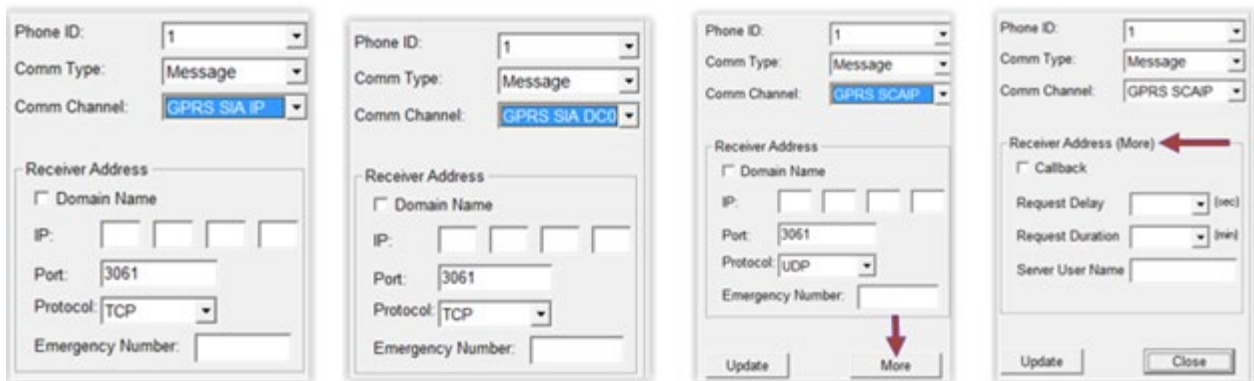 Phone ID: 1
Comm Type: Message
Comm Channel: GPRS SIA IP
Receiver Address
Domain Name
IP:
Port: 3061
Protocol: TCP
Emergency Number:
Phone ID: 1
Comm Type: Message
Comm Channel: GPRS SIA DC0
Receiver Address
Domain Name
IP:
Port: 3061
Protocol: TCP
Emergency Number:
Phone ID: 1
Comm Type: Message
Comm Channel: GPRS SCAIP
Receiver Address
Domain Name
IP:
Port: 3061
Protocol: UDP
Emergency Number:
Update More
Phone ID: 1
Comm Type: Message
Comm Channel: GPRS SCAIP
Receiver Address (More)
Callback
Request Delay (sec)
Request Duration (min)
Server User Name
Update Close